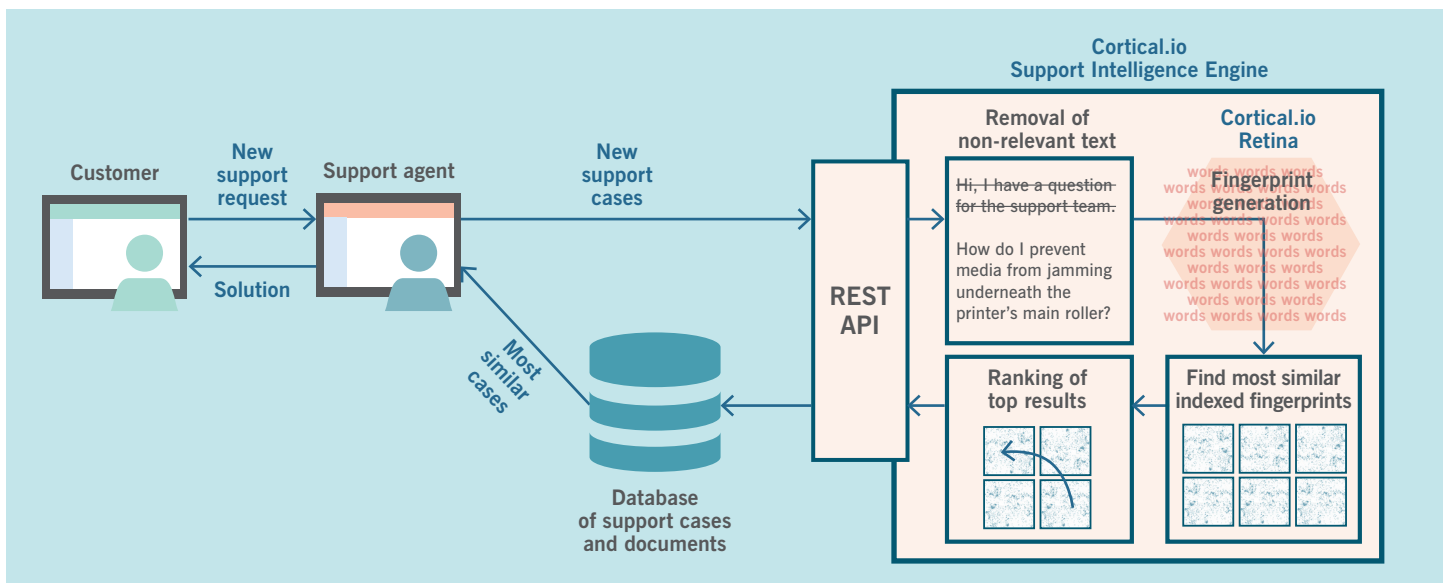 Cortical.io
Support Intelligence Engine
Customer
New
support
request
Solution
Support agent
New
support
cases
Most
similar
cases
Database
of support cases
and documents
REST
API
Removal of
non-relevant text
Hi, I have a question
for the support team.
How do I prevent
media from jamming
underneath the
printer’s main roller?
Cortical.io
Retina
words words words
Fingerprint
words words words words
generation
words words words
words words words words
words words words
words words words words
words words words
words words words words
words words words
words words words words
Find most similar
indexed fingerprints
Ranking of
top results